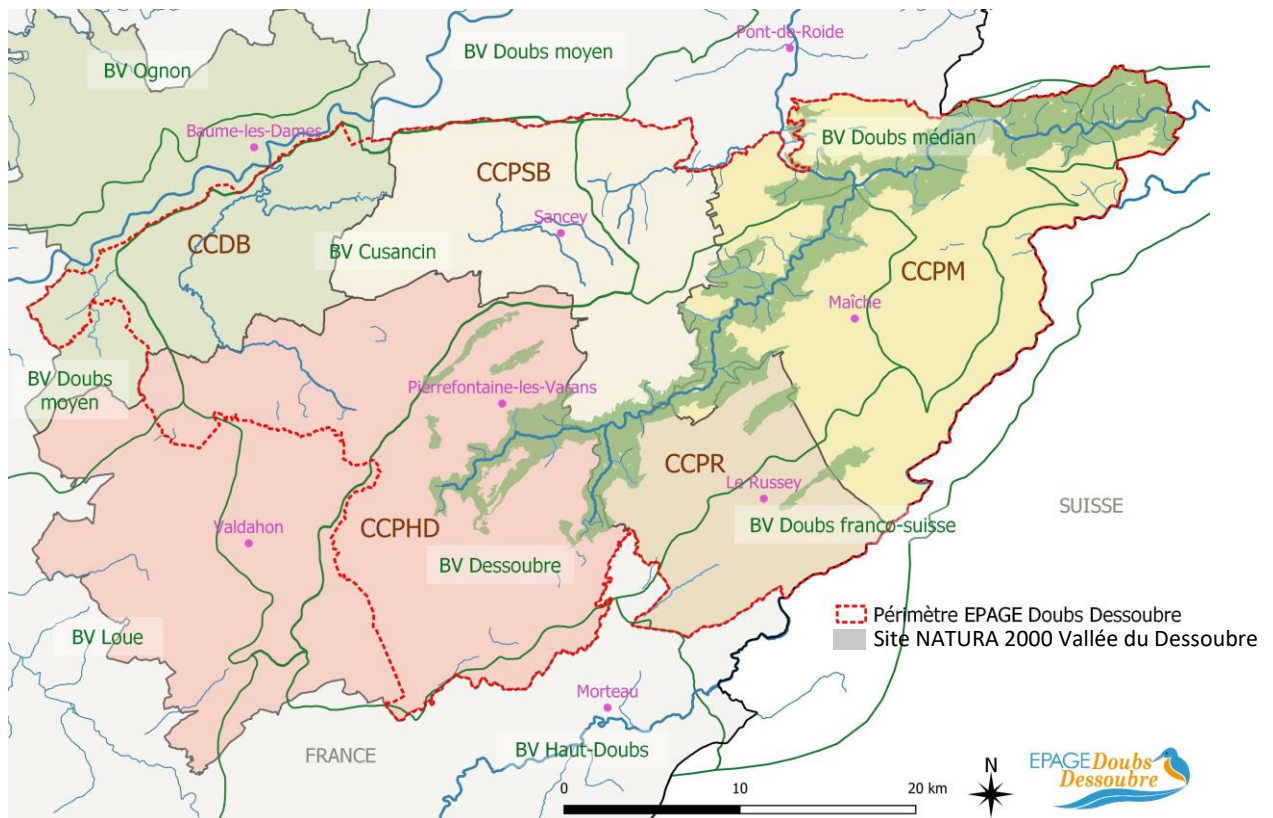 BV Ognon
BV Doubs moyen
Pont-de-Roide
Baume-les-Dames
BV Doubs médian
CCPSB
Sancey
CCDB
BV Cusancin
CCPM
Maîche
BV Doubs
moyen
Pierrefontaine-les-Varans
CCPR
Le Russey
SUISSE
Valdahon
CCPHD
BV Doubs franco-suisse
BV Dessoubre
Périmètre EPAGE Doubs Dessoubre
Site NATURA 2000 Vallée du Dessoubre
BV Loue
Morteau
FRANCE
BV Haut-Doubs
N
EPAGE Doubs
Dessoubre
0 10 20 km